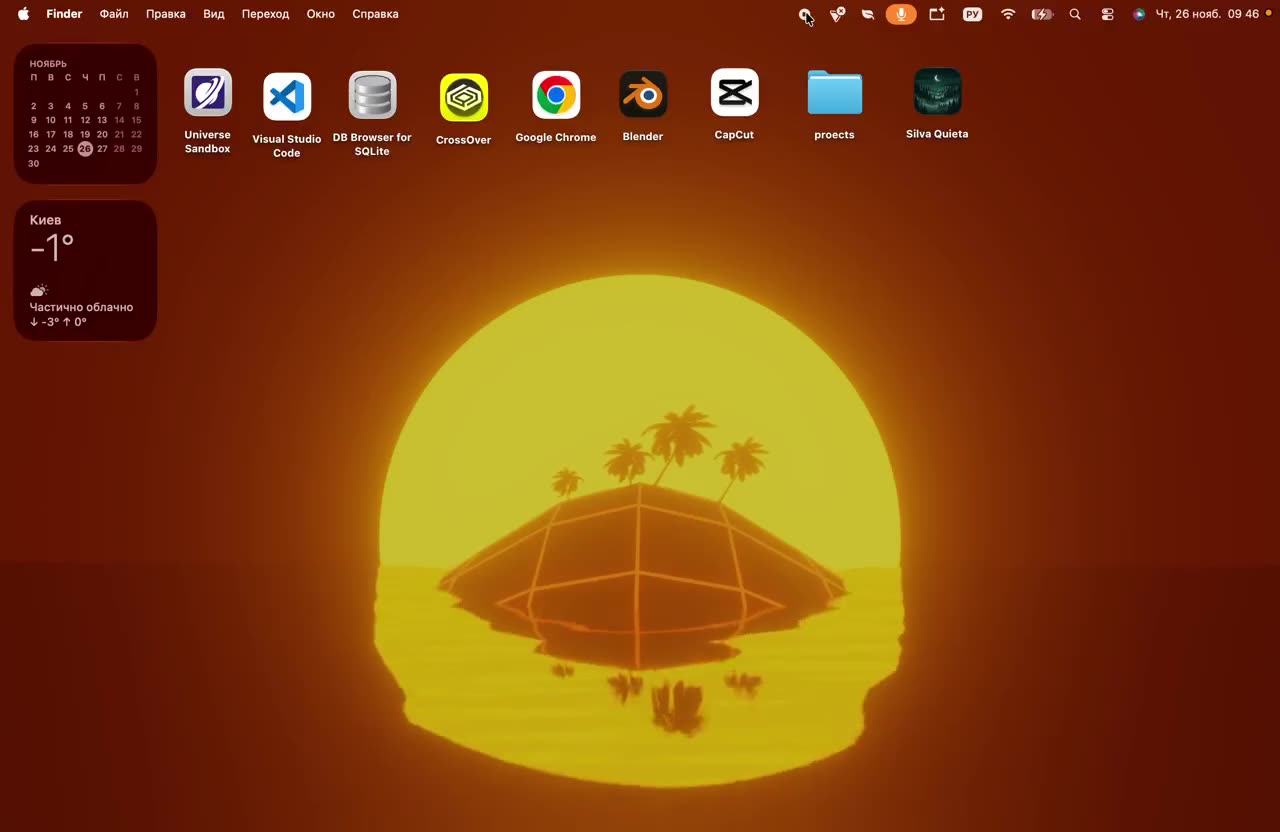 Finder Файл Правка Вид Переход Окно Справка РУ Чт, 26 нояб. 09 46
НОЯБРЬ
П В С Ч П С В
1
2 3 4 5 6 7 8
9 10 11 12 13 14 15
16 17 18 19 20 21 22
23 24 25 26 27 28 29
30
Universe
Sandbox
Visual Studio
Code
DB Browser for
SQLite
CrossOver
Google Chrome
Blender
CapCut
proects
Silva Quieta
Киев
-1°
Частично облачно
↓ -3° ↑ 0°